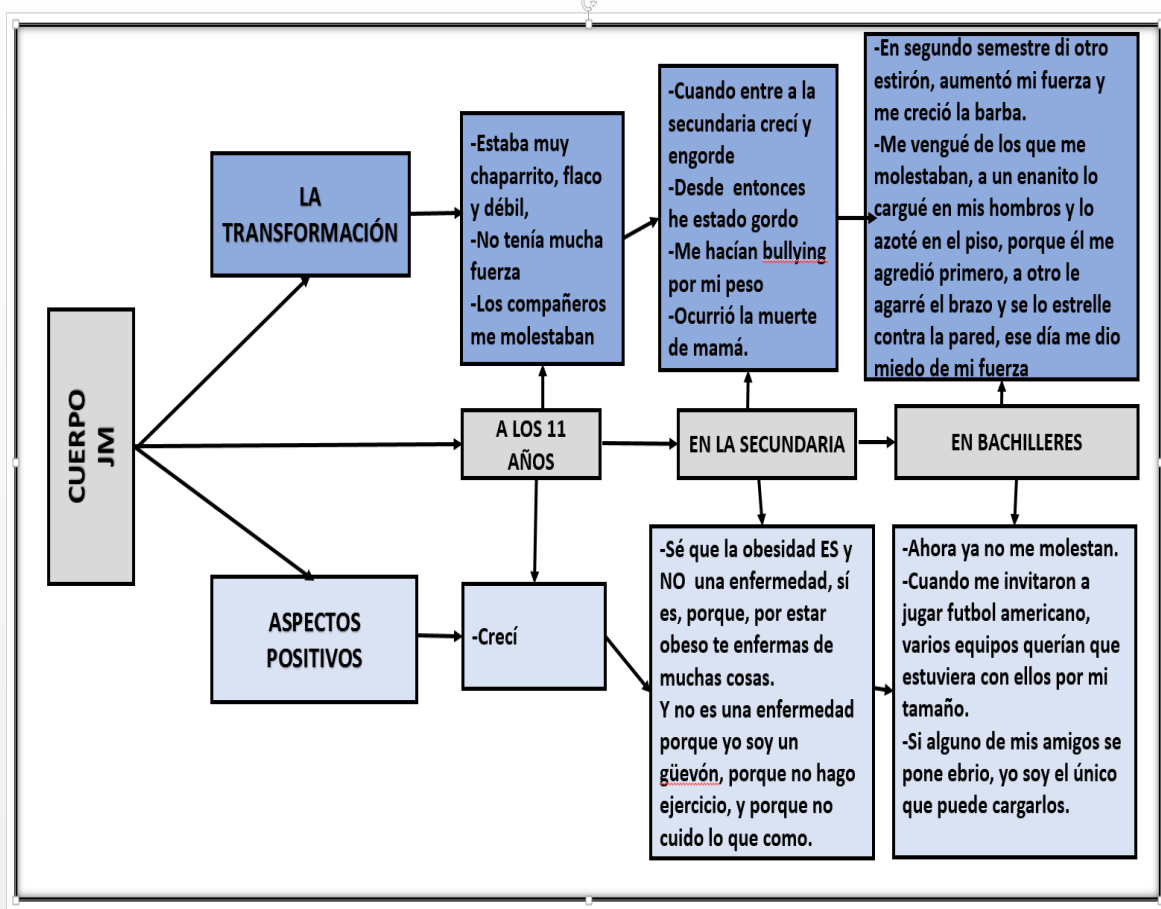 CUERPO
JM
LA
TRANSFORMACIÓN
-Estaba muy
chaparrito, flaco
y débil,
-No tenía mucha
fuerza
-Los compañeros
me molestaban
-Cuando entre a la
secundaria crecí y
engorde
-Desde entonces
he estado gordo
-Me hacían bullying
por mi peso
-Ocurrió la muerte
de mamá.
-En segundo semestre di otro
estirón, aumentó mi fuerza y
me creció la barba.
-Me vengué de los que me
molestaban, a un enanito lo
cargué en mis hombros y lo
azoté en el piso, porque él me
agredió primero, a otro le
agarré el brazo y se lo estrelle
contra la pared, ese día me dio
miedo de mi fuerza
A LOS 11
AÑOS
EN LA SECUNDARIA
EN BACHILLERES
ASPECTOS
POSITIVOS
-Crecí
-Sé que la obesidad ES y
NO una enfermedad, sí
es, porque, por estar
obeso te enfermas de
muchas cosas.
Y no es una enfermedad
porque yo soy un
güevón, porque no hago
ejercicio, y porque no
cuido lo que como.
-Ahora ya no me molestan.
-Cuando me invitaron a
jugar futbol americano,
varios equipos querían que
estuviera con ellos por mi
tamaño.
-Si alguno de mis amigos se
pone ebrio, yo soy el único
que puede cargarlos.